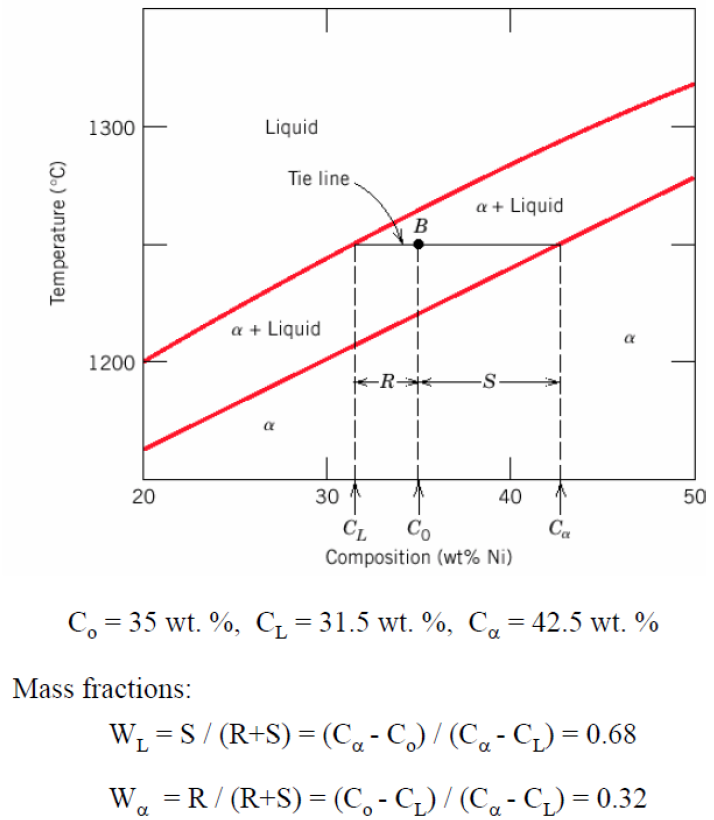 1300
Liquid
Tie line
α + Liquid
B
Temperature (°C)
α + Liquid
1200
α
R
S
α
20
30
40
50
C_L
C_0
C_α
Composition (wt% Ni)
C_o = 35 wt. %, C_L = 31.5 wt. %, C_α = 42.5 wt. %
Mass fractions:
W_L = S / (R+S) = (C_α - C_o) / (C_α - C_L) = 0.68
W_α = R / (R+S) = (C_o - C_L) / (C_α - C_L) = 0.32